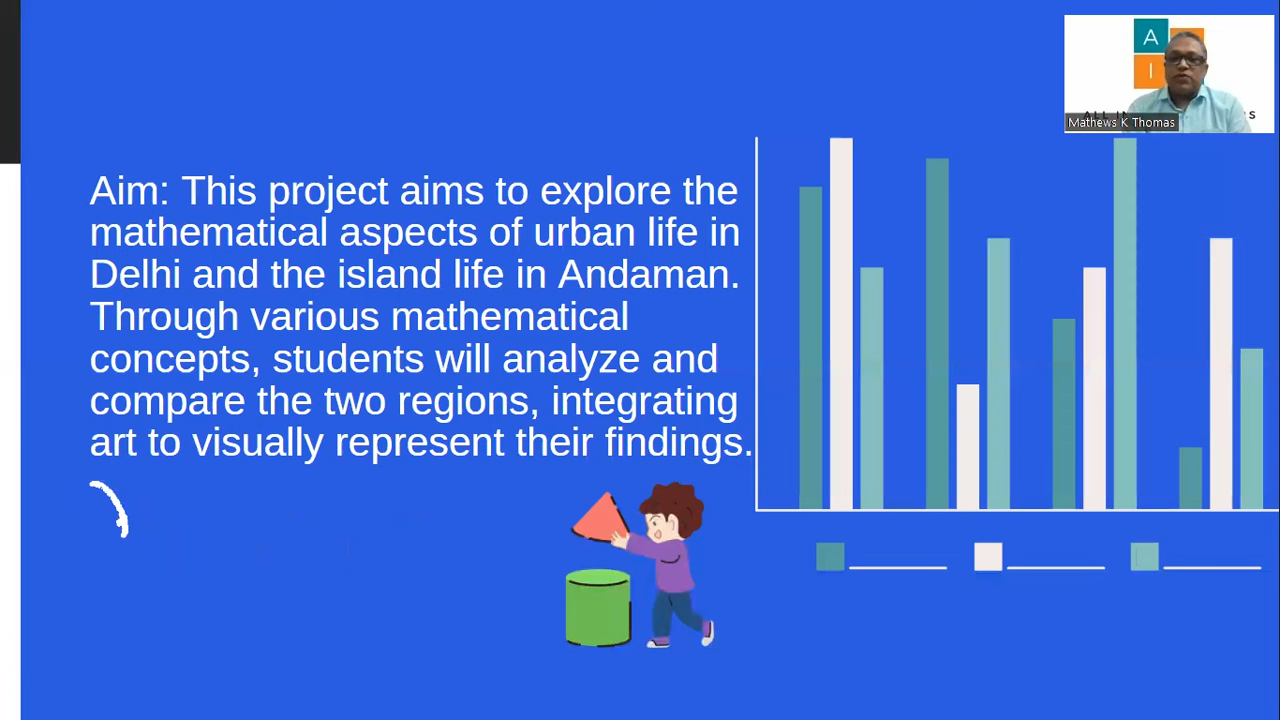 A
I
Mathews K Thomas
Aim: This project aims to explore the
mathematical aspects of urban life in
Delhi and the island life in Andaman.
Through various mathematical
concepts, students will analyze and
compare the two regions, integrating
art to visually represent their findings.